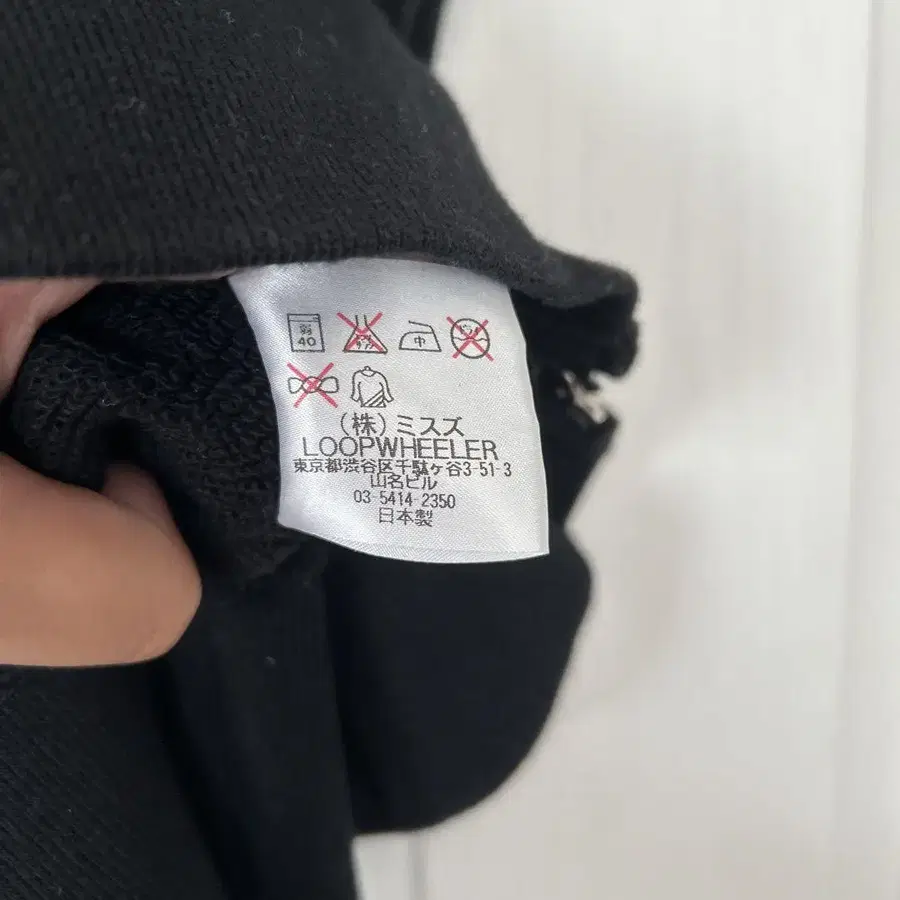 弱 40
中
(株)ミスズ
LOOPWHEELER
東京都渋谷区千駄ヶ谷3-51-3
山名ビル
03-5414-2350
日本製